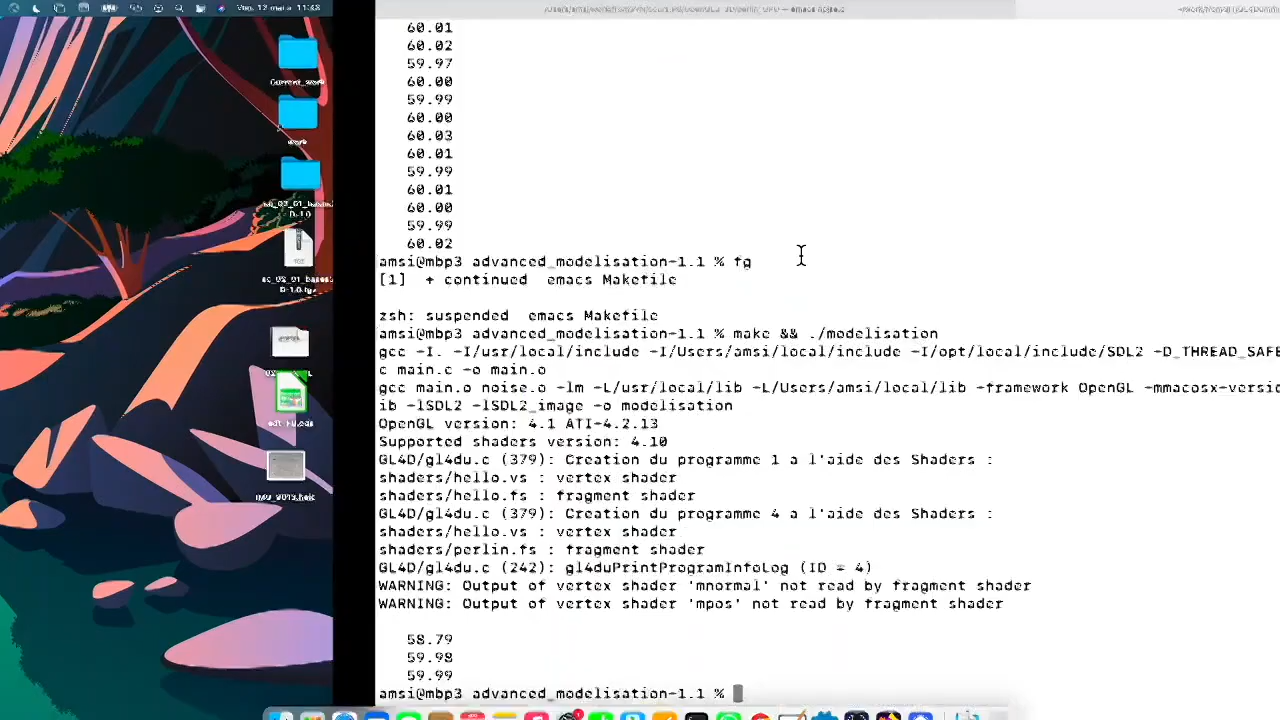 60.01
60.02
59.97
60.00
59.99
60.00
60.03
60.01
59.99
60.01
60.00
59.99
60.02
amsi@mbp3 advanced_modelisation-1.1 % fg
[1]  + continued  emacs Makefile
zsh: suspended  emacs Makefile
amsi@mbp3 advanced_modelisation-1.1 % make && ./modelisation
gcc -I. -I/usr/local/include -I/Users/amsi/local/include -I/opt/local/include/SDL2 -D_THREAD_SAFE
c main.c -o main.o
gcc main.o noise.o -lm -L/usr/local/lib -L/Users/amsi/local/lib -framework OpenGL -mmacosx-versio
ib -lSDL2 -lSDL2_image -o modelisation
OpenGL version: 4.1 ATI-4.2.13
Supported shaders version: 4.10
GL4D/gl4du.c (379): Creation du programme 1 a l'aide des Shaders :
shaders/hello.vs : vertex shader
shaders/hello.fs : fragment shader
GL4D/gl4du.c (379): Creation du programme 4 a l'aide des Shaders :
shaders/hello.vs : vertex shader
shaders/perlin.fs : fragment shader
GL4D/gl4du.c (242): gl4duPrintProgramInfoLog (ID = 4)
WARNING: Output of vertex shader 'mnormal' not read by fragment shader
WARNING: Output of vertex shader 'mpos' not read by fragment shader
58.79
59.98
59.99
amsi@mbp3 advanced_modelisation-1.1 %